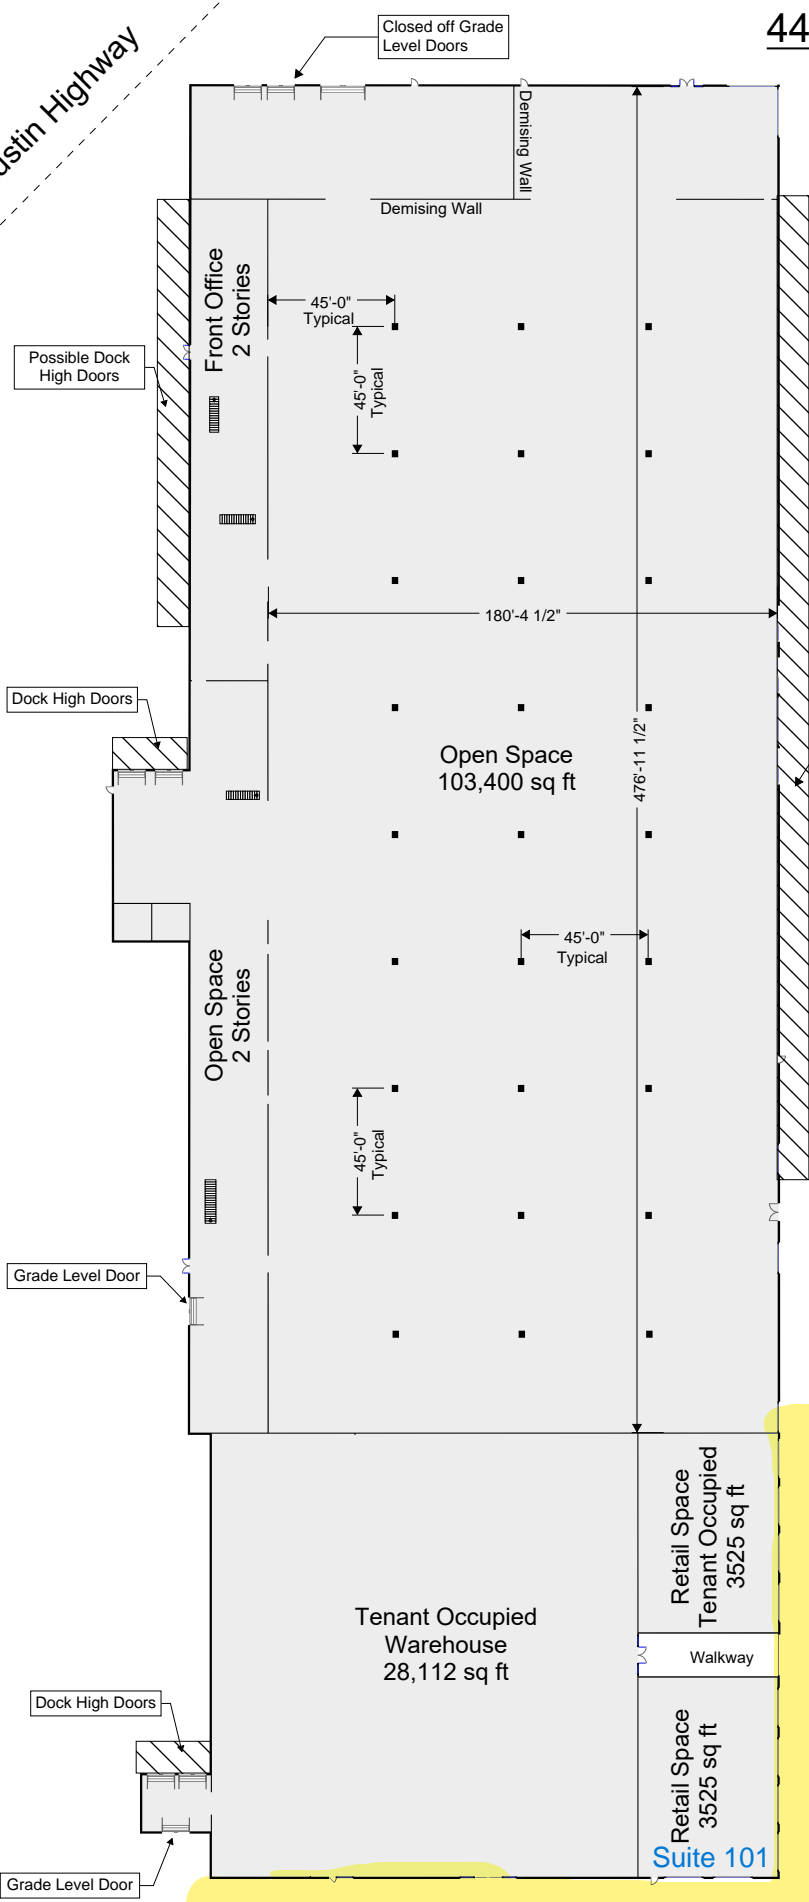 44
Closed off Grade
Level Doors
Highway
Demising Wall
Demising Wall
Front Office
2 Stories
45'-0"
Typical
Possible Dock
High Doors
45'-0"
Typical
180'-4 1/2"
Dock High Doors
Open Space
103,400 sq ft
476'-11 1/2"
45'-0"
Typical
Open Space
2 Stories
45'-0"
Typical
Grade Level Door
Retail Space
Tenant Occupied
3525 sq ft
Tenant Occupied
Warehouse
28,112 sq ft
Walkway
Dock High Doors
Retail Space
3525 sq ft
Suite 101
Grade Level Door